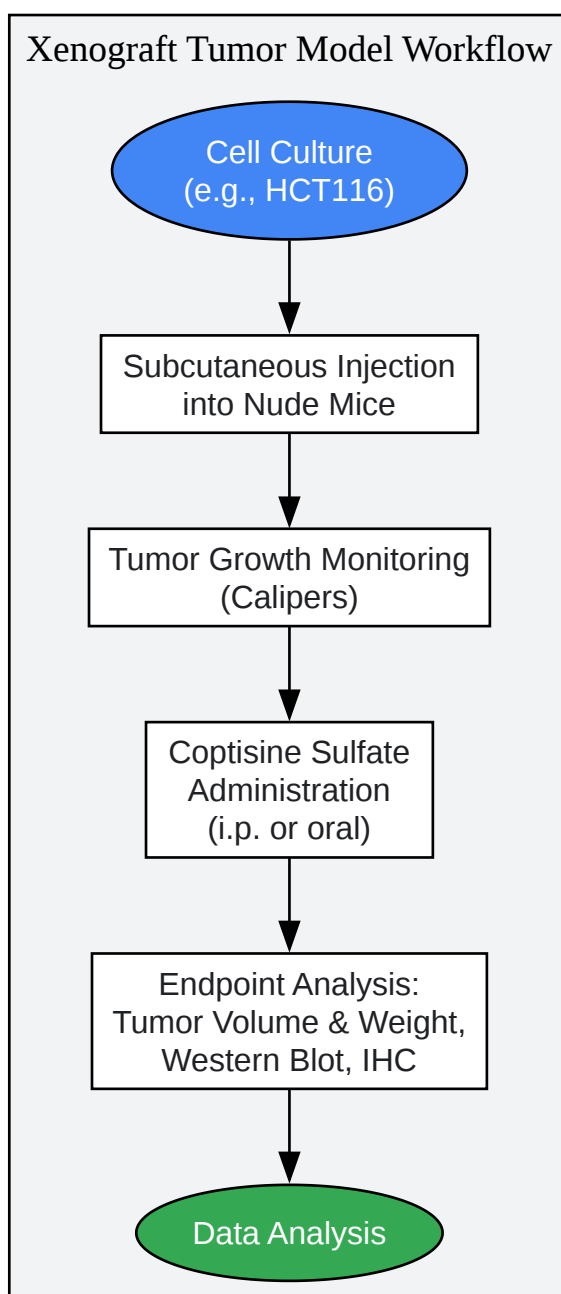 Xenograft Tumor Model Workflow
Cell Culture
(e.g., HCT116)
Subcutaneous Injection
into Nude Mice
Tumor Growth Monitoring
(Calipers)
Coptisine Sulfate
Administration
(i.p. or oral)
Endpoint Analysis:
Tumor Volume & Weight,
Western Blot, IHC
Data Analysis